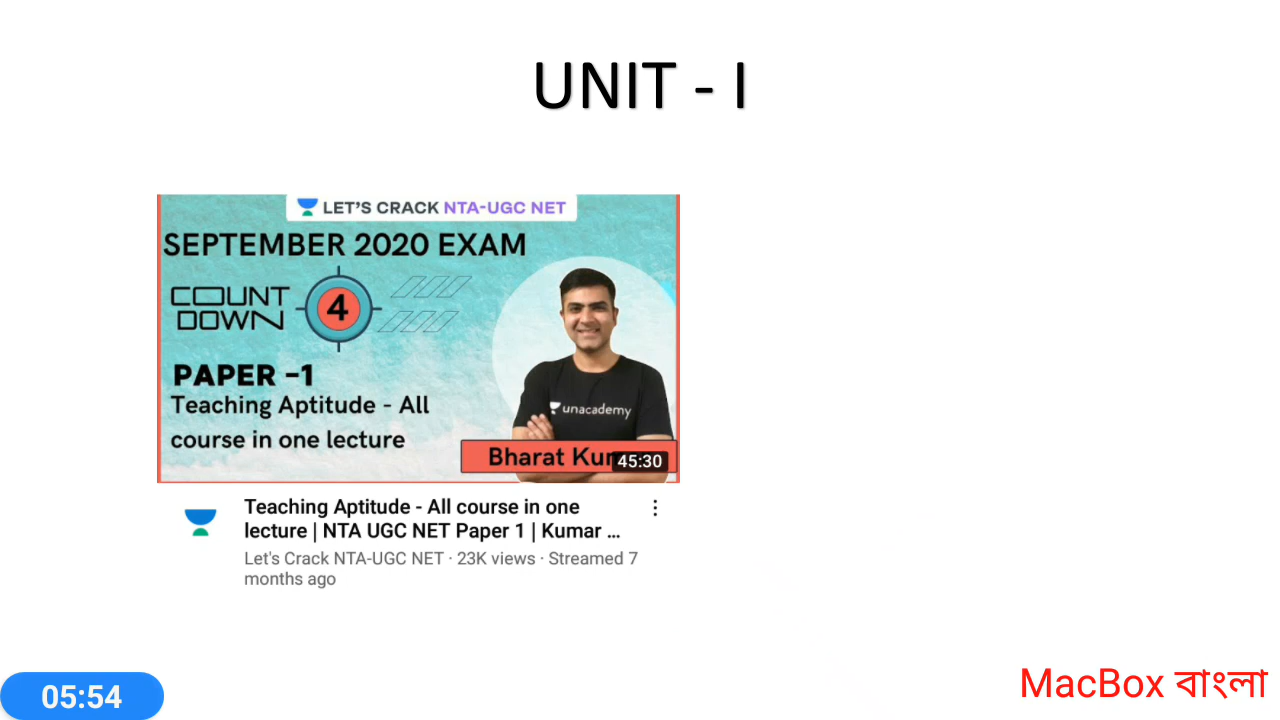 UNIT - I
LET'S CRACK NTA-UGC NET
SEPTEMBER 2020 EXAM
COUNT
DOWN
4
PAPER -1
Teaching Aptitude - All
course in one lecture
unacademy
Bharat
45:30
Teaching Aptitude - All course in one
lecture | NTA UGC NET Paper 1 | Kumar ...
Let's Crack NTA-UGC NET · 23K views · Streamed 7
months ago
05:54
MacBox বাংলা